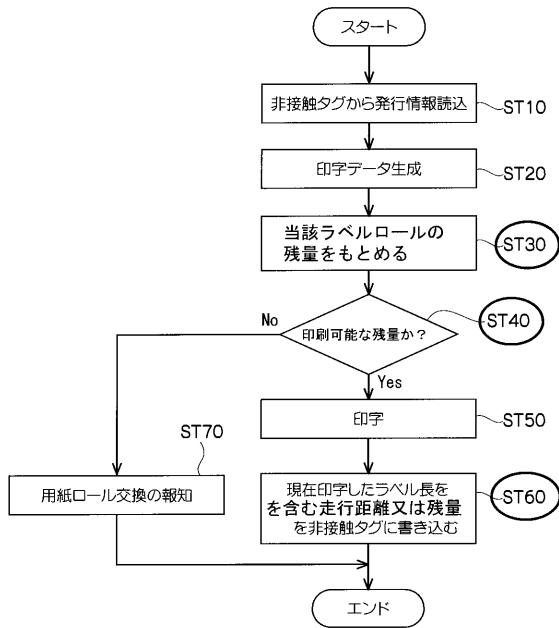 スタート
非接触タグから発行情報読込
ST10
印字データ生成
ST20
当該ラベルロールの
残量をもとめる
ST30
印刷可能な残量か？
ST40
No
Yes
印字
ST50
ST70
用紙ロール交換の報知
現在印字したラベル長を
を含む走行距離又は残量
を非接触タグに書き込む
ST60
エンド